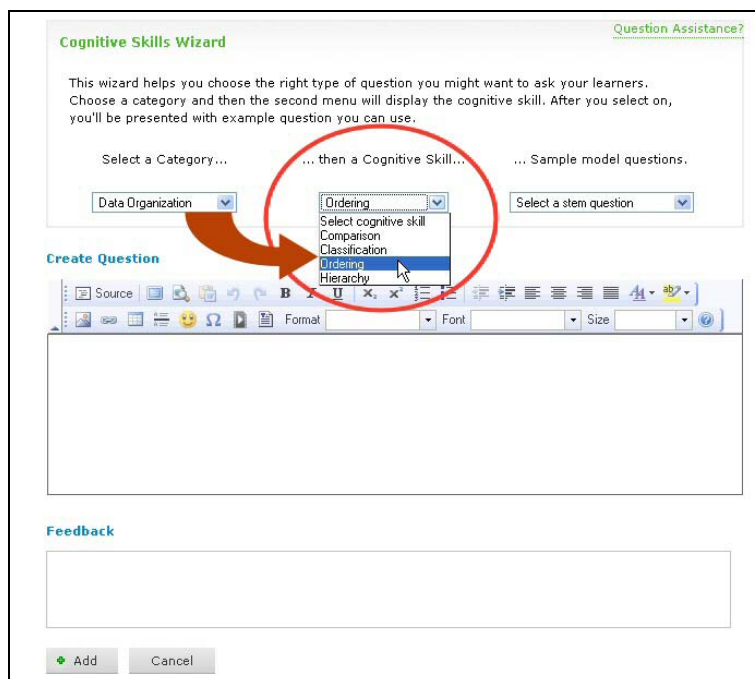 Question Assistance?
Cognitive Skills Wizard
This wizard helps you choose the right type of question you might want to ask your learners.
Choose a category and then the second menu will display the cognitive skill. After you select on,
you'll be presented with example question you can use.
Select a Category... ... then a Cognitive Skill... ... Sample model questions.
Data Organization Ordering Select a stem question
Select cognitive skill
Comparison
Classification
Ordering
Hierarchy
Create Question
Source B I U X₂ x² A ab
Ω Format Font Size ?
Feedback
Add Cancel